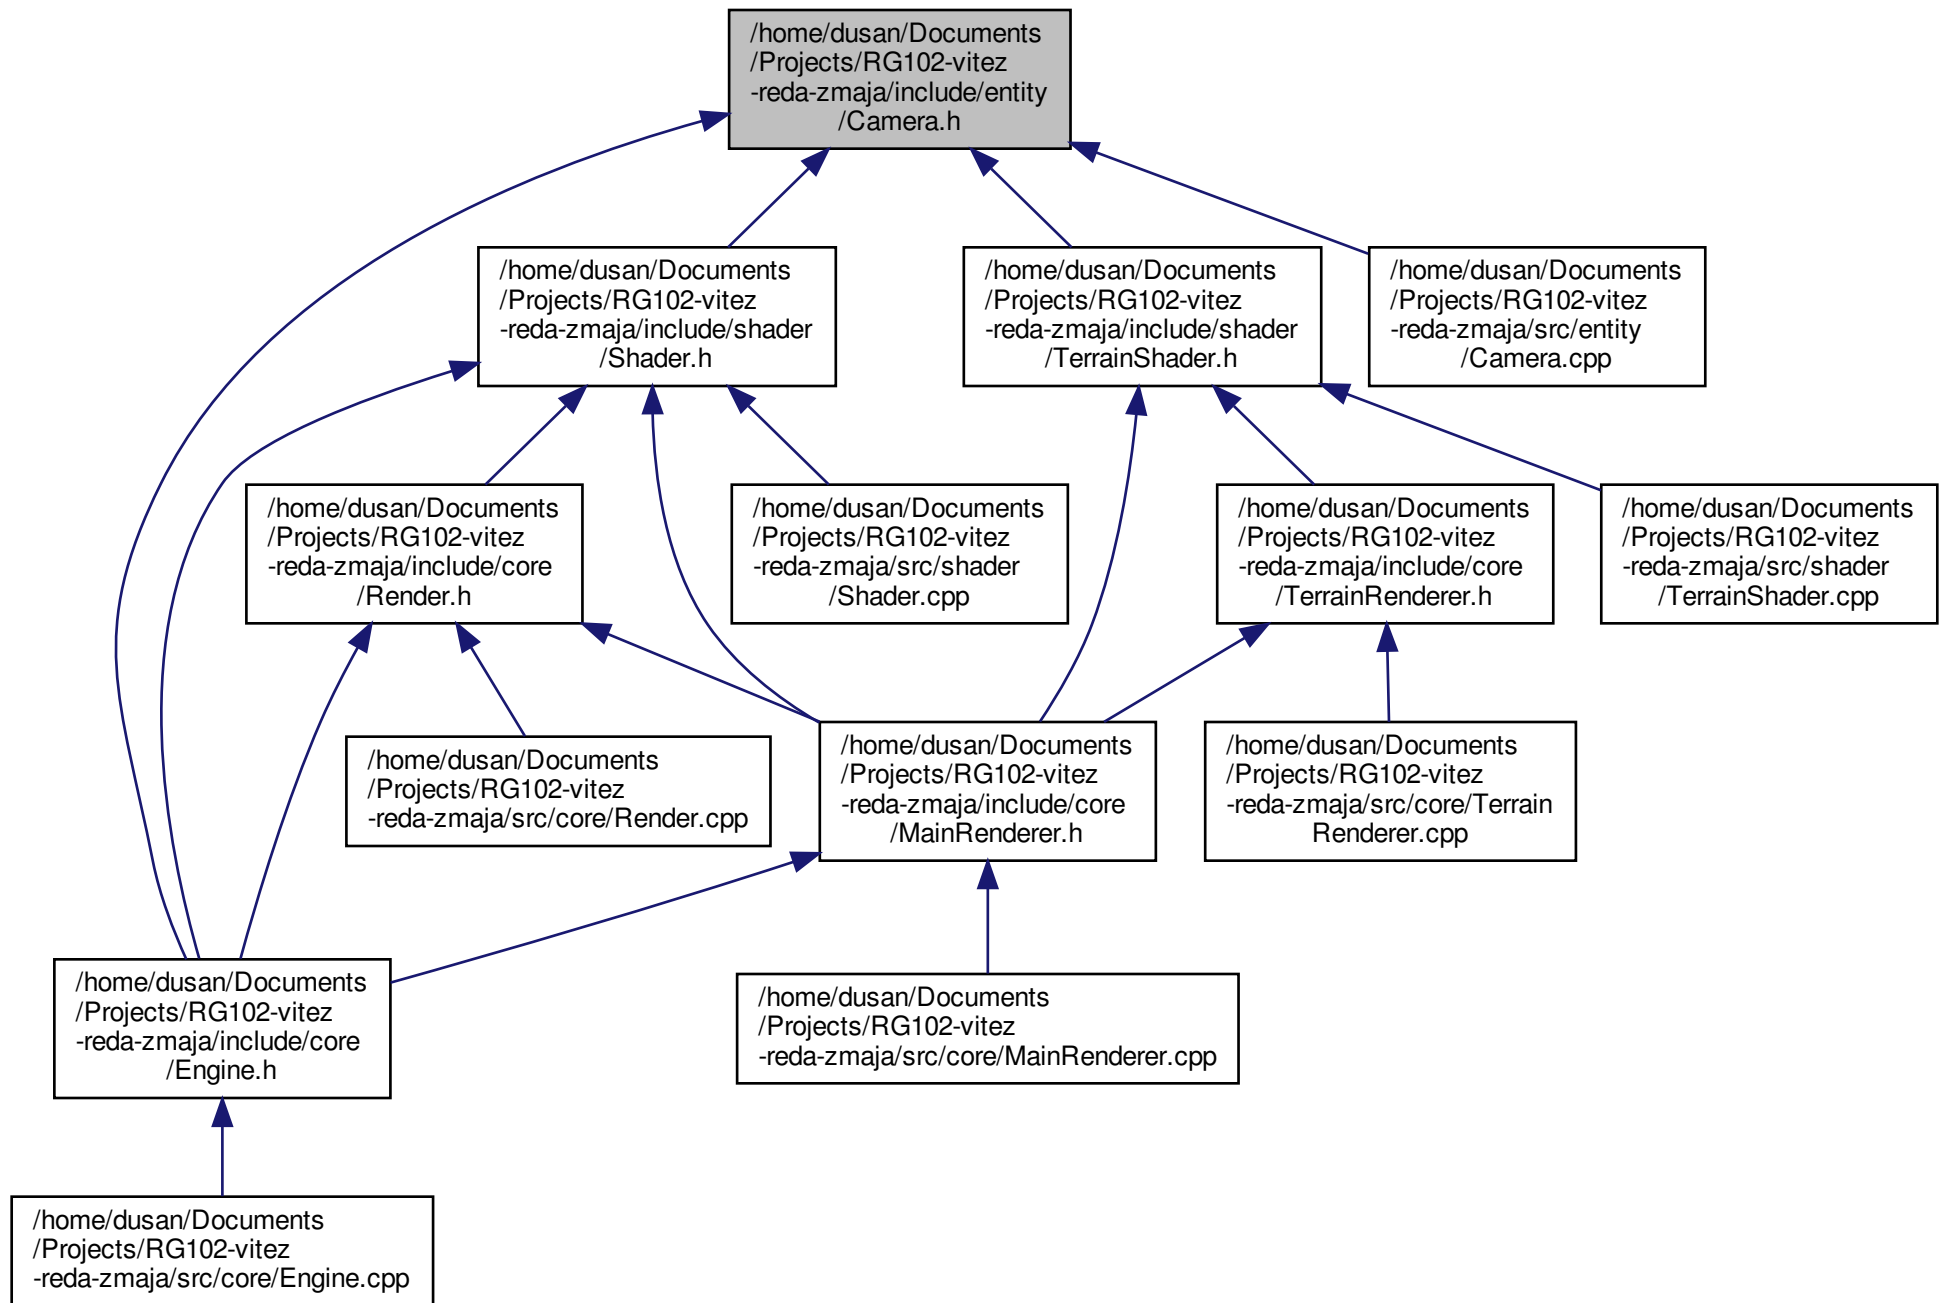 /home/dusan/Documents
/Projects/RG102-vitez
-reda-zmaja/include/entity
/Camera.h
/home/dusan/Documents
/Projects/RG102-vitez
-reda-zmaja/include/shader
/Shader.h
/home/dusan/Documents
/Projects/RG102-vitez
-reda-zmaja/include/shader
/TerrainShader.h
/home/dusan/Documents
/Projects/RG102-vitez
-reda-zmaja/src/entity
/Camera.cpp
/home/dusan/Documents
/Projects/RG102-vitez
-reda-zmaja/include/core
/Render.h
/home/dusan/Documents
/Projects/RG102-vitez
-reda-zmaja/src/shader
/Shader.cpp
/home/dusan/Documents
/Projects/RG102-vitez
-reda-zmaja/include/core
/TerrainRenderer.h
/home/dusan/Documents
/Projects/RG102-vitez
-reda-zmaja/src/shader
/TerrainShader.cpp
/home/dusan/Documents
/Projects/RG102-vitez
-reda-zmaja/src/core/Render.cpp
/home/dusan/Documents
/Projects/RG102-vitez
-reda-zmaja/include/core
/MainRenderer.h
/home/dusan/Documents
/Projects/RG102-vitez
-reda-zmaja/src/core/Terrain
Renderer.cpp
/home/dusan/Documents
/Projects/RG102-vitez
-reda-zmaja/include/core
/Engine.h
/home/dusan/Documents
/Projects/RG102-vitez
-reda-zmaja/src/core/MainRenderer.cpp
/home/dusan/Documents
/Projects/RG102-vitez
-reda-zmaja/src/core/Engine.cpp